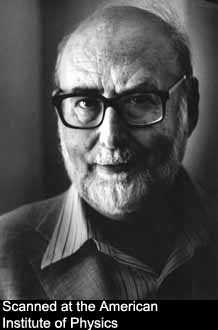 Scanned at the American
Institute of Physics